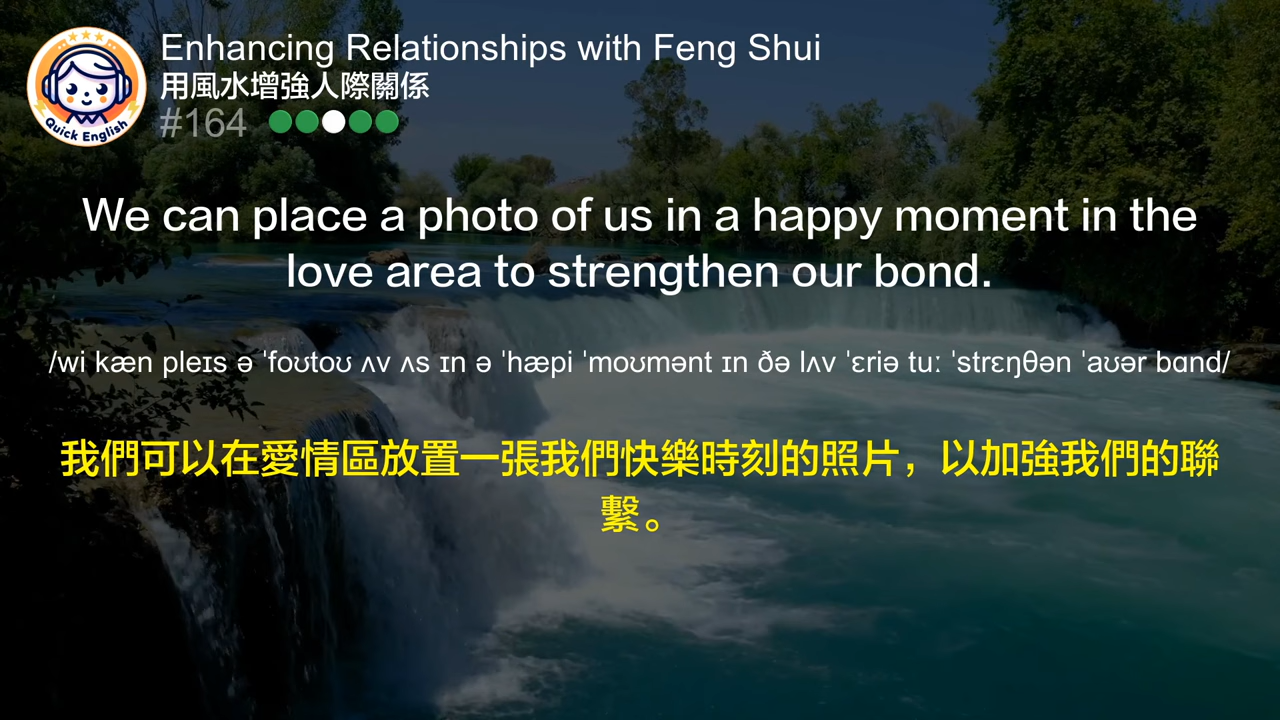 Enhancing Relationships with Feng Shui
用風水增強人際關係
#164
Quick English
We can place a photo of us in a happy moment in the
love area to strengthen our bond.
/wi kæn pleɪs ə ˈfoʊtoʊ ʌv ʌs ɪn ə ˈhæpi ˈmoʊmənt ɪn ðə lʌv ˈɛriə tuː ˈstrɛŋθən ˈaʊər bɑnd/
我們可以在愛情區放置一張我們快樂時刻的照片，以加強我們的聯
繫。